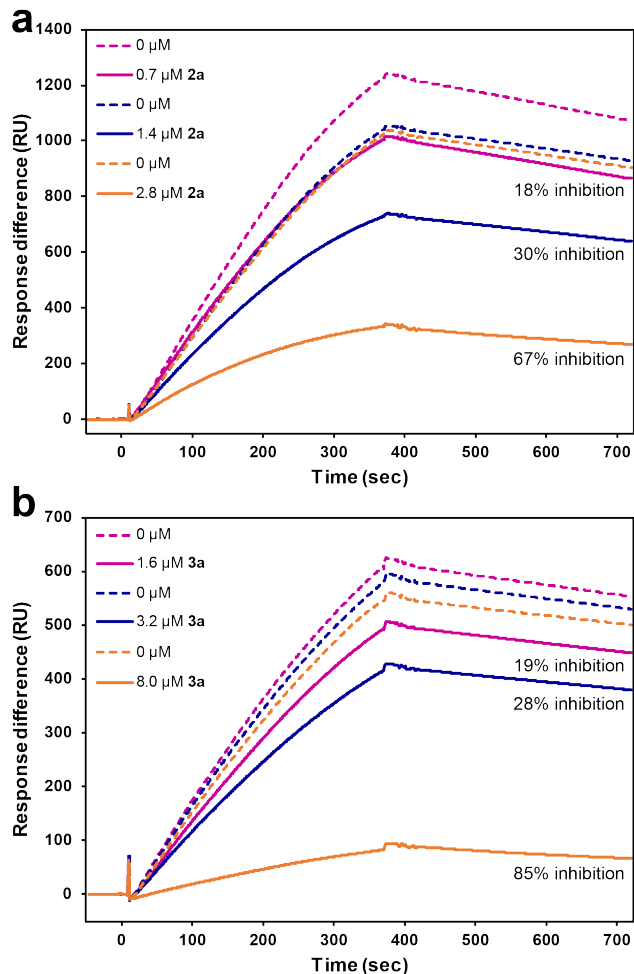 a
1400
1200
1000
800
600
400
200
0
Response difference (RU)
0 µM
0.7 µM 2a
0 µM
1.4 µM 2a
0 µM
2.8 µM 2a
18% inhibition
30% inhibition
67% inhibition
0 100 200 300 400 500 600 700
Time (sec)
b
700
600
500
400
300
200
100
0
Response difference (RU)
0 µM
1.6 µM 3a
0 µM
3.2 µM 3a
0 µM
8.0 µM 3a
19% inhibition
28% inhibition
85% inhibition
0 100 200 300 400 500 600 700
Time (sec)